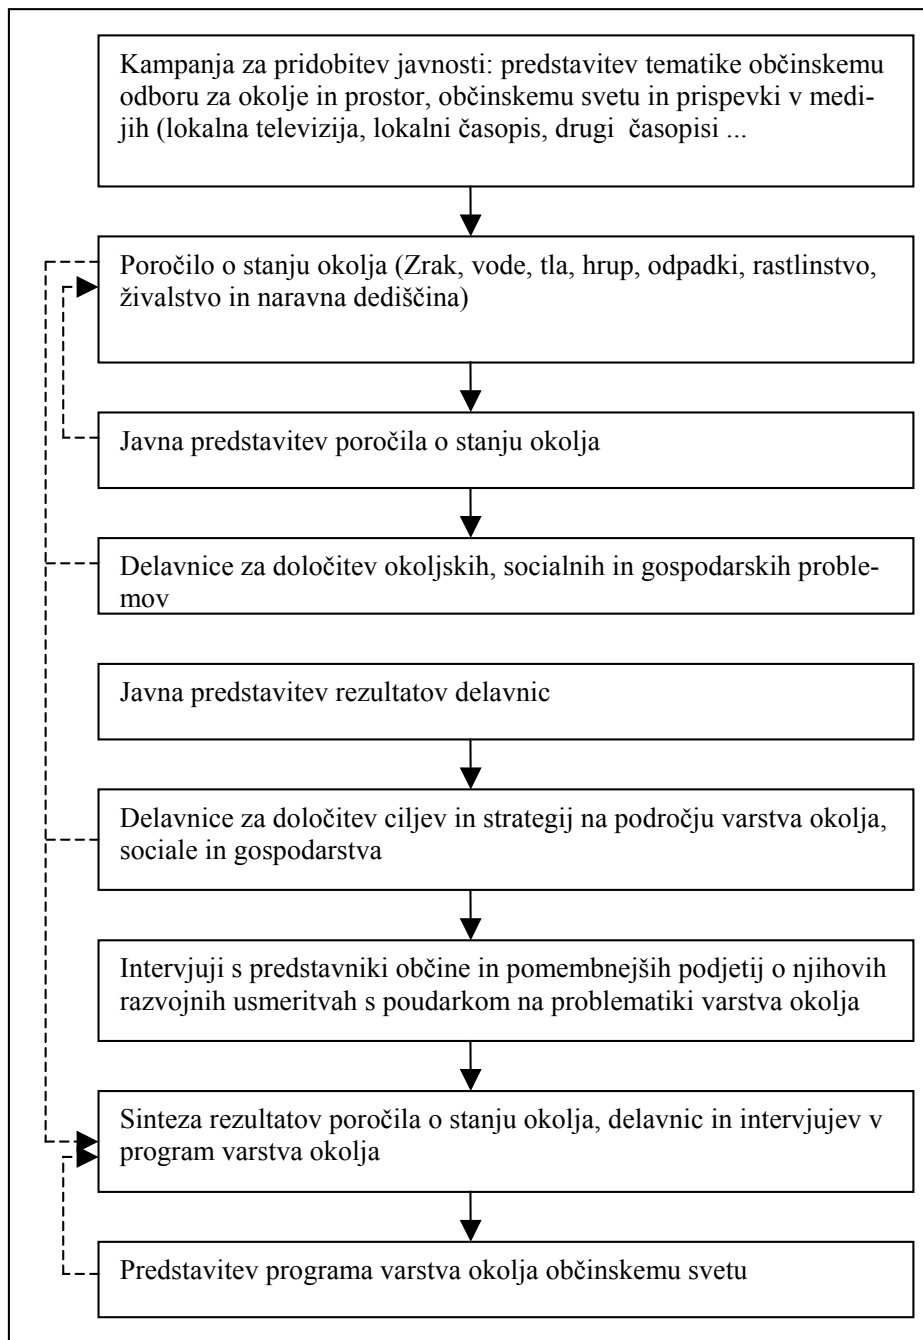 Kampanja za pridobitev javnosti: predstavitev tematike občinskemu
odboru za okolje in prostor, občinskemu svetu in prispevki v medi-
jih (lokalna televizija, lokalni časopis, drugi  časopisi ...
Poročilo o stanju okolja (Zrak, vode, tla, hrup, odpadki, rastlinstvo,
živalstvo in naravna dediščina)
Javna predstavitev poročila o stanju okolja
Delavnice za določitev okoljskih, socialnih in gospodarskih proble-
mov
Javna predstavitev rezultatov delavnic
Delavnice za določitev ciljev in strategij na področju varstva okolja,
sociale in gospodarstva
Intervjuji s predstavniki občine in pomembnejših podjetij o njihovih
razvojnih usmeritvah s poudarkom na problematiki varstva okolja
Sinteza rezultatov poročila o stanju okolja, delavnic in intervjujev v
program varstva okolja
Predstavitev programa varstva okolja občinskemu svetu